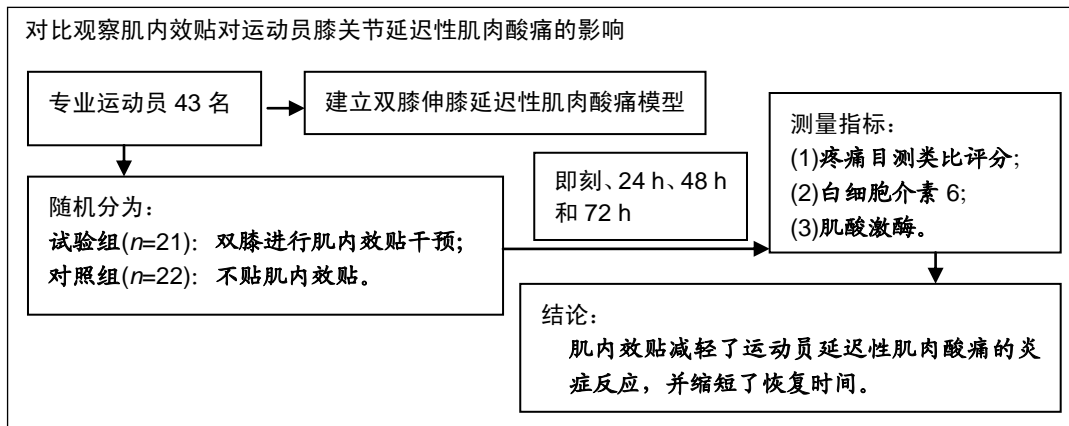 对比观察肌内效贴对运动员膝关节延迟性肌肉酸痛的影响
专业运动员 43 名
建立双膝伸膝延迟性肌肉酸痛模型
随机分为：
试验组(n=21)： 双膝进行肌内效贴干预；
对照组(n=22)： 不贴肌内效贴。
即刻、24 h、48 h
和 72 h
测量指标：
(1)疼痛目测类比评分；
(2)白细胞介素 6；
(3)肌酸激酶。
结论：
肌内效贴减轻了运动员延迟性肌肉酸痛的炎
症反应，并缩短了恢复时间。